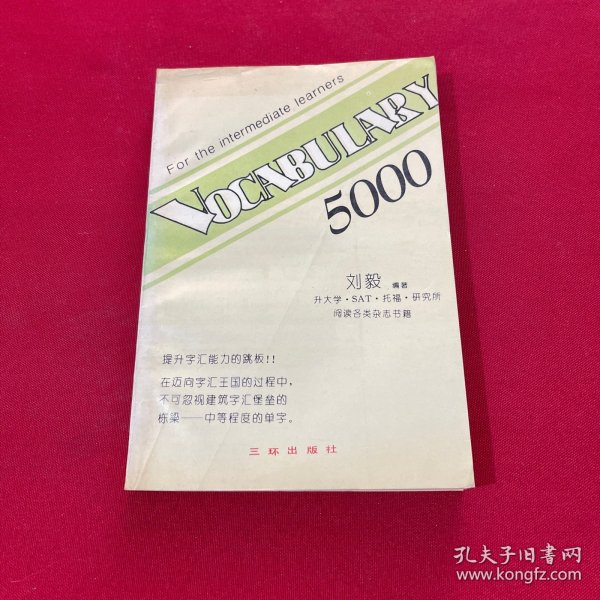 For the intermediate learners
VOCABULARY
5000
刘毅 编著
升大学·SAT·托福·研究所
阅读各类杂志书籍
提升字汇能力的跳板!!
在迈向字汇王国的过程中,
不可忽视建筑字汇堡垒的
栋梁——中等程度的单字。
三环出版社
孔夫子旧书网
www.kongfz.com